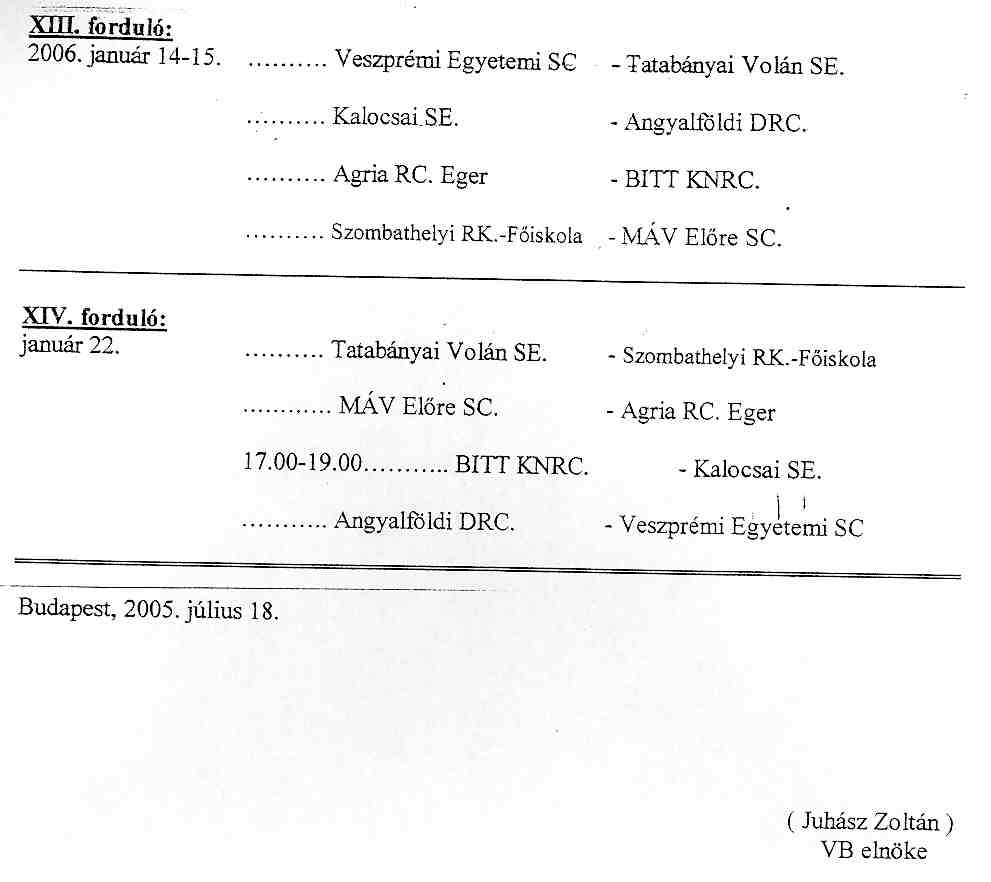 XIII. forduló:
2006. január 14-15. .......... Veszprémi Egyetemi SC - Tatabányai Volán SE.
.......... Kalocsai SE. - Angyalföldi DRC.
.......... Agria RC. Eger - BITT KNRC.
.......... Szombathelyi RK.-Főiskola - MÁV Előre SC.
XIV. forduló:
január 22. .......... Tatabányai Volán SE. - Szombathelyi RK.-Főiskola
........... MÁV Előre SC. - Agria RC. Eger
17.00-19.00........... BITT KNRC. - Kalocsai SE.
........... Angyalföldi DRC. - Veszprémi Egyetemi SC
Budapest, 2005. július 18.
( Juhász Zoltán )
VB elnöke